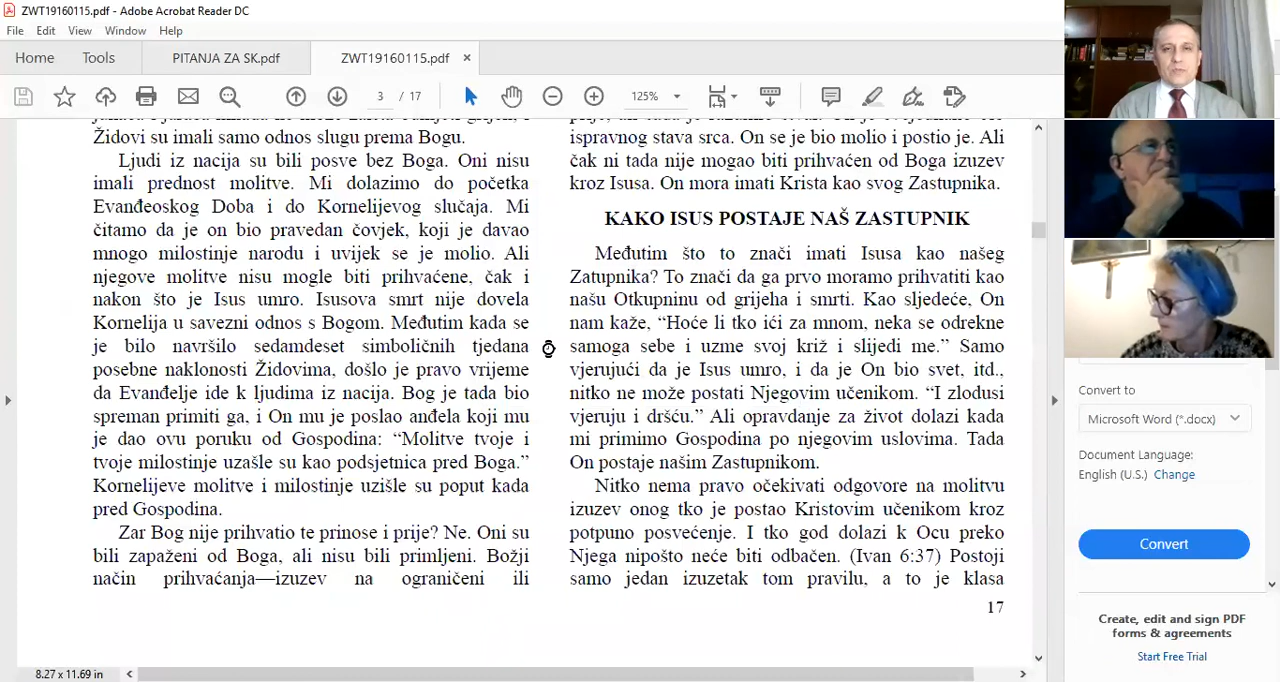 ZWT19160115.pdf - Adobe Acrobat Reader DC
File Edit View Window Help
Home Tools PITANJA ZA SK.pdf ZWT19160115.pdf ×
3 / 17 125%
Židovi su imali samo odnos slugu prema Bogu.
Ljudi iz nacija su bili posve bez Boga. Oni nisu
imali prednost molitve. Mi dolazimo do početka
Evanđeoskog Doba i do Kornelijevog slučaja. Mi
čitamo da je on bio pravedan čovjek, koji je davao
mnogo milostinje narodu i uvijek se je molio. Ali
njegove molitve nisu mogle biti prihvaćene, čak i
nakon što je Isus umro. Isusova smrt nije dovela
Kornelija u savezni odnos s Bogom. Međutim kada se
je bilo navršilo sedamdeset simboličnih tjedana
posebne naklonosti Židovima, došlo je pravo vrijeme
da Evanđelje ide k ljudima iz nacija. Bog je tada bio
spreman primiti ga, i On mu je poslao anđela koji mu
je dao ovu poruku od Gospodina: “Molitve tvoje i
tvoje milostinje uzašle su kao podsjetnica pred Boga.”
Kornelijeve molitve i milostinje uzišle su poput kada
pred Gospodina.
Zar Bog nije prihvatio te prinose i prije? Ne. Oni su
bili zapaženi od Boga, ali nisu bili primljeni. Božji
način prihvaćanja—izuzev na ograničeni ili
ispravnog stava srca. On se je bio molio i postio je. Ali
čak ni tada nije mogao biti prihvaćen od Boga izuzev
kroz Isusa. On mora imati Krista kao svog Zastupnika.
KAKO ISUS POSTAJE NAŠ ZASTUPNIK
Međutim što to znači imati Isusa kao našeg
Zatupnika? To znači da ga prvo moramo prihvatiti kao
našu Otkupninu od grijeha i smrti. Kao sljedeće, On
nam kaže, “Hoće li tko ići za mnom, neka se odrekne
samoga sebe i uzme svoj križ i slijedi me.” Samo
vjerujući da je Isus umro, i da je On bio svet, itd.,
nitko ne može postati Njegovim učenikom. “I zlodusi
vjeruju i dršću.” Ali opravdanje za život dolazi kada
mi primimo Gospodina po njegovim uslovima. Tada
On postaje našim Zastupnikom.
Nitko nema pravo očekivati odgovore na molitvu
izuzev onog tko je postao Kristovim učenikom kroz
potpuno posvećenje. I tko god dolazi k Ocu preko
Njega nipošto neće biti odbačen. (Ivan 6:37) Postoji
samo jedan izuzetak tom pravilu, a to je klasa
17
8.27 x 11.69 in
Convert to
Microsoft Word (*.docx)
Document Language:
English (U.S.) Change
Convert
Create, edit and sign PDF
forms & agreements
Start Free Trial